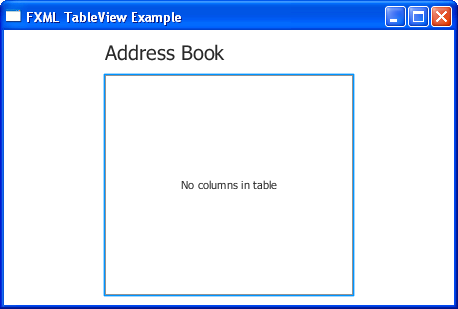 FXML TableView Example
Address Book
No columns in table